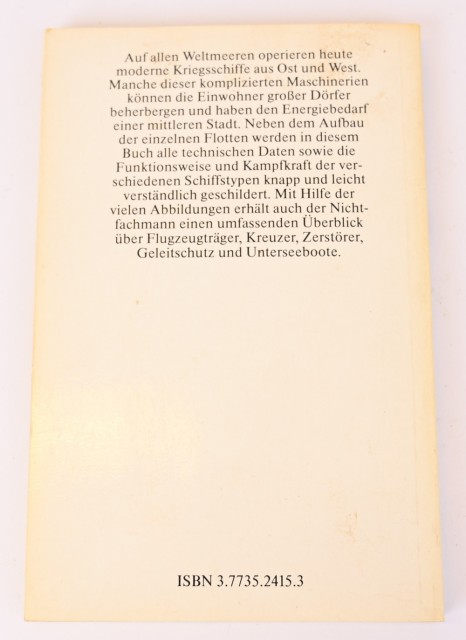 Auf allen Weltmeeren operieren heute
moderne Kriegsschiffe aus Ost und West.
Manche dieser komplizierten Maschinerien
können die Einwohner großer Dörfer
beherbergen und haben den Energiebedarf
einer mittleren Stadt. Neben dem Aufbau
der einzelnen Flotten werden in diesem
Buch alle technischen Daten sowie die
Funktionsweise und Kampfkraft der ver-
schiedenen Schiffstypen knapp und leicht
verständlich geschildert. Mit Hilfe der
vielen Abbildungen erhält auch der Nicht-
fachmann einen umfassenden Überblick
über Flugzeugträger, Kreuzer, Zerstörer,
Geleitschutz und Unterseeboote.
ISBN 3.7735.2415.3